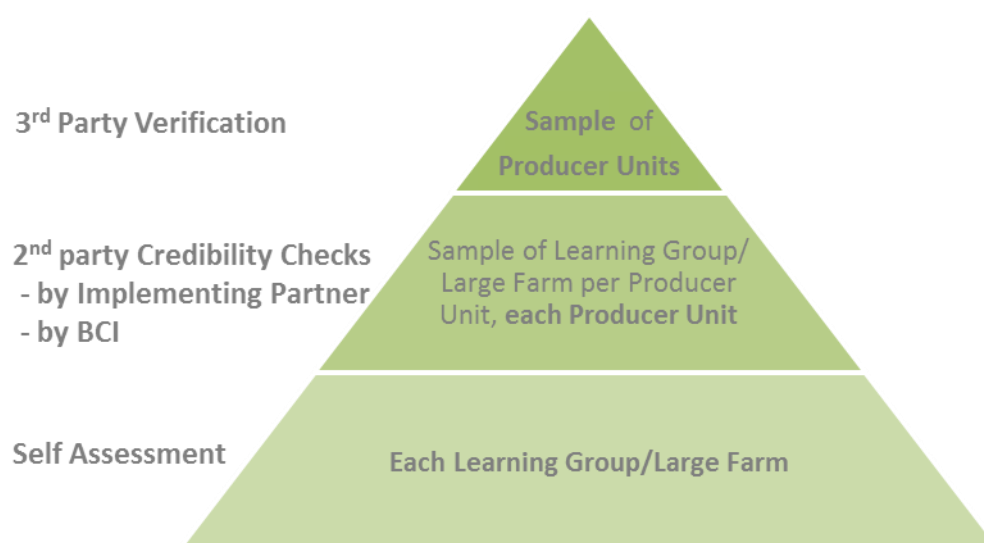 3rd Party Verification
Sample of
Producer Units
2nd party Credibility Checks
- by Implementing Partner
- by BCI
Sample of Learning Group/
Large Farm per Producer
Unit, each Producer Unit
Self Assessment
Each Learning Group/Large Farm